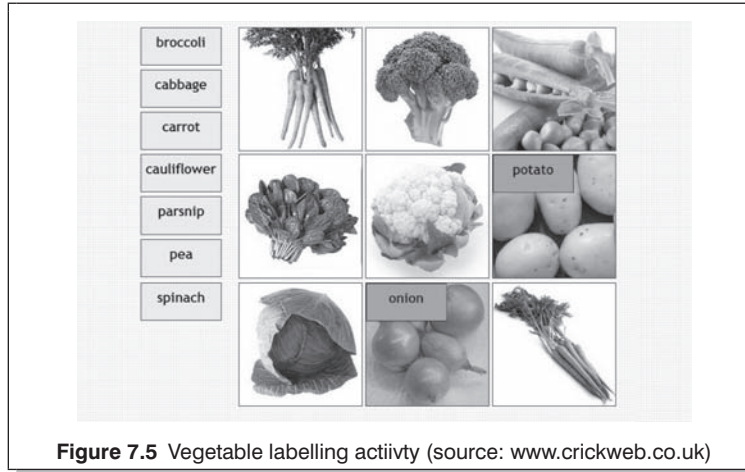 broccoli
cabbage
carrot
cauliflower
parsnip
pea
spinach
potato
onion
Figure 7.5 Vegetable labelling actiivty (source: www.crickweb.co.uk)